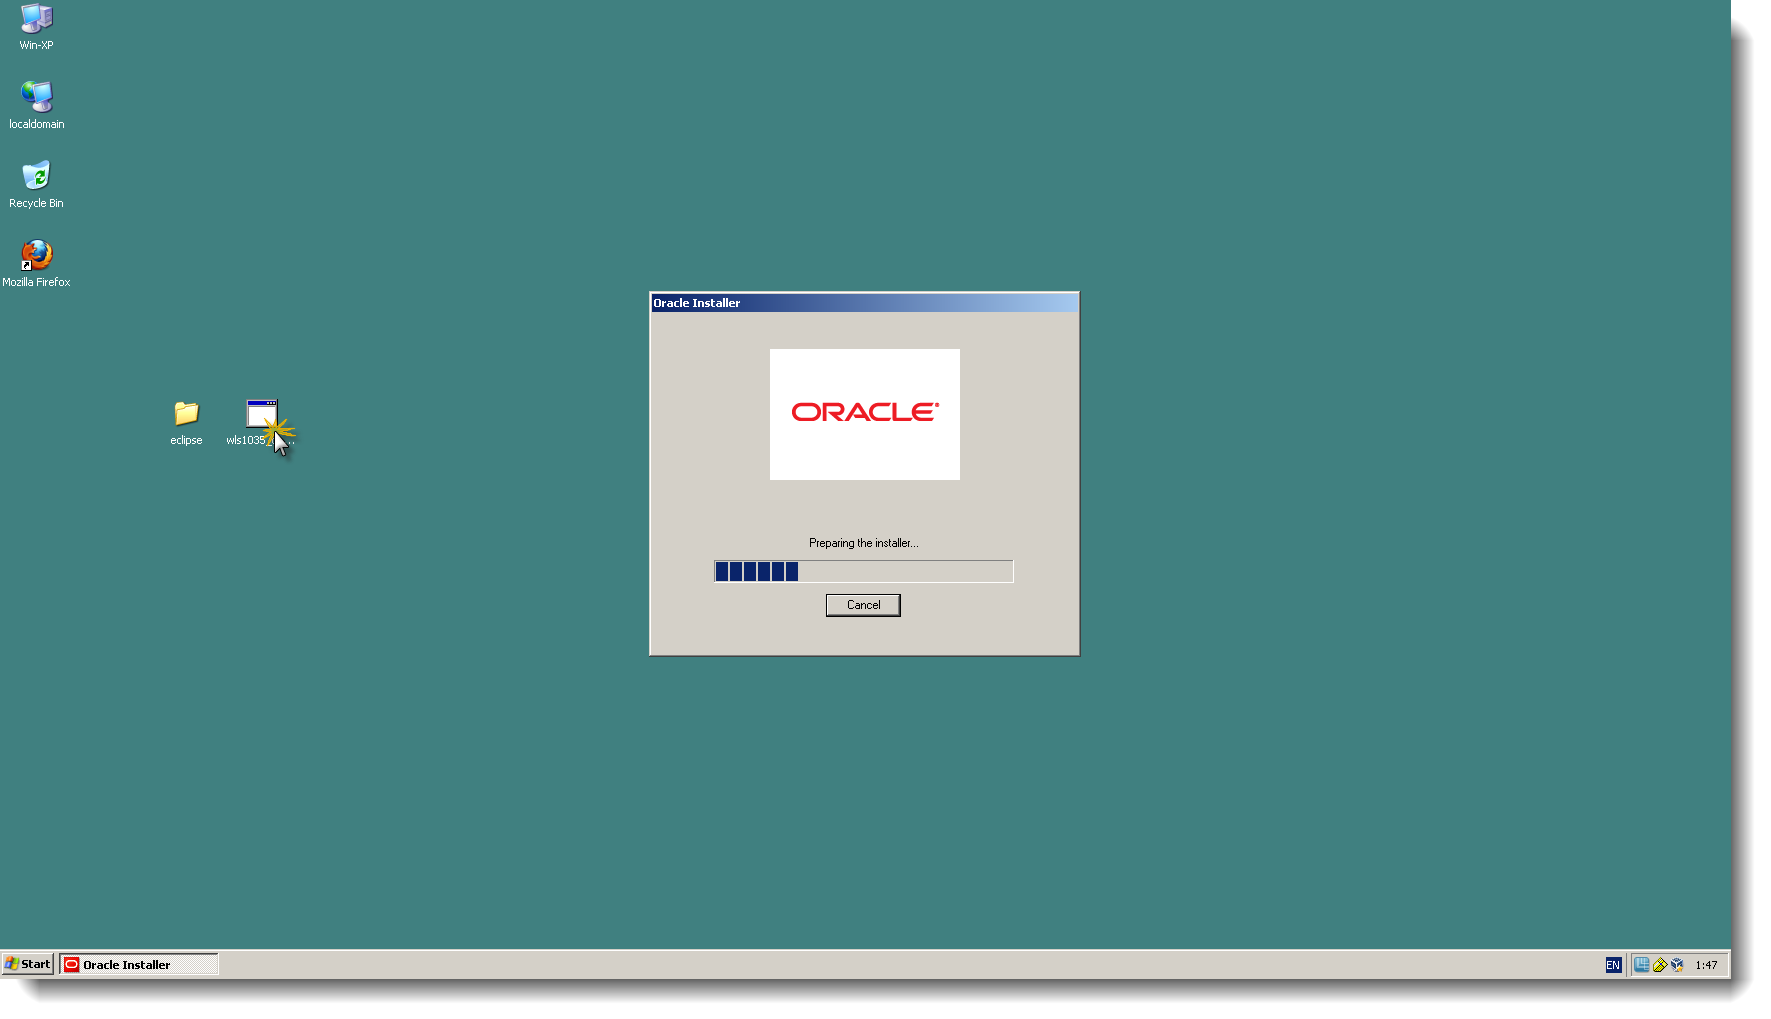 Win-XP
localdomain
Recycle Bin
Mozilla Firefox
eclipse
wls1035
Oracle Installer
ORACLE
Preparing the installer...
Cancel
Start
Oracle Installer
EN
1:47